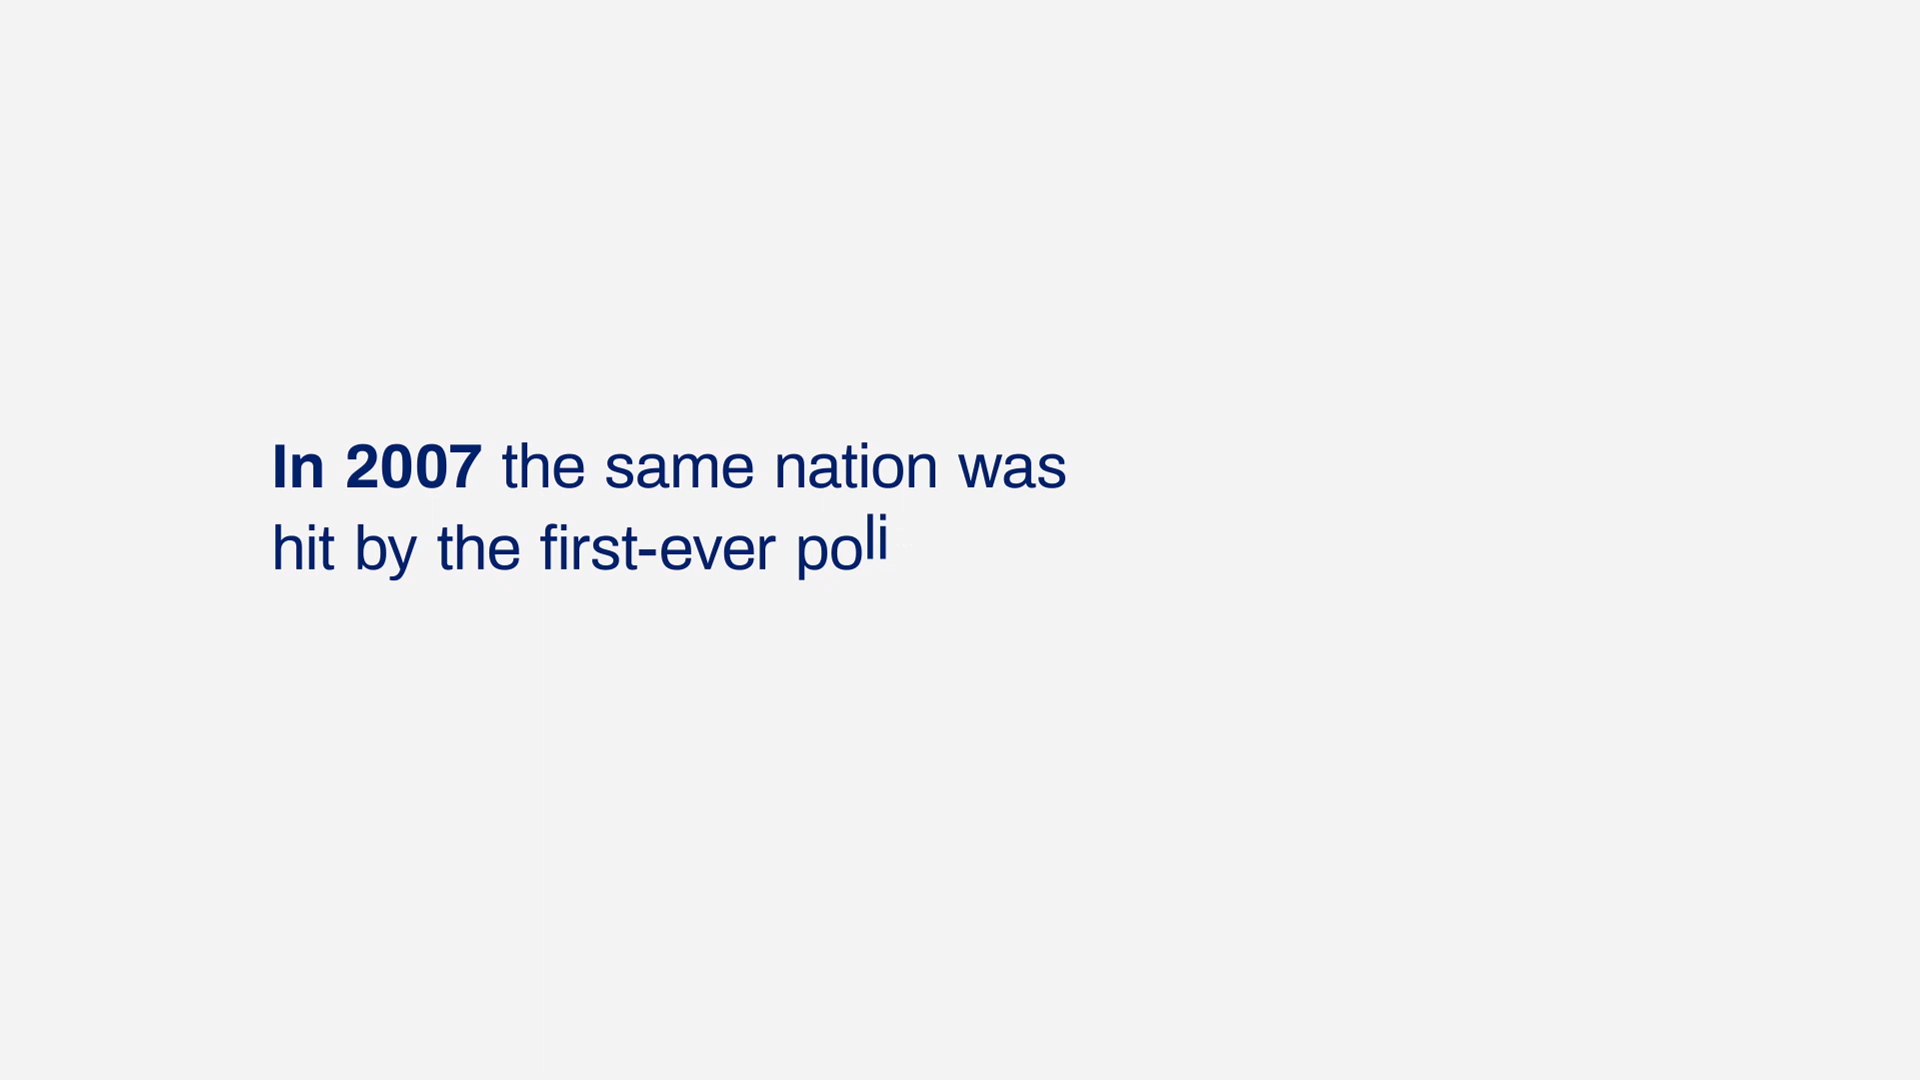 In 2007 the same nation was
hit by the first-ever poli